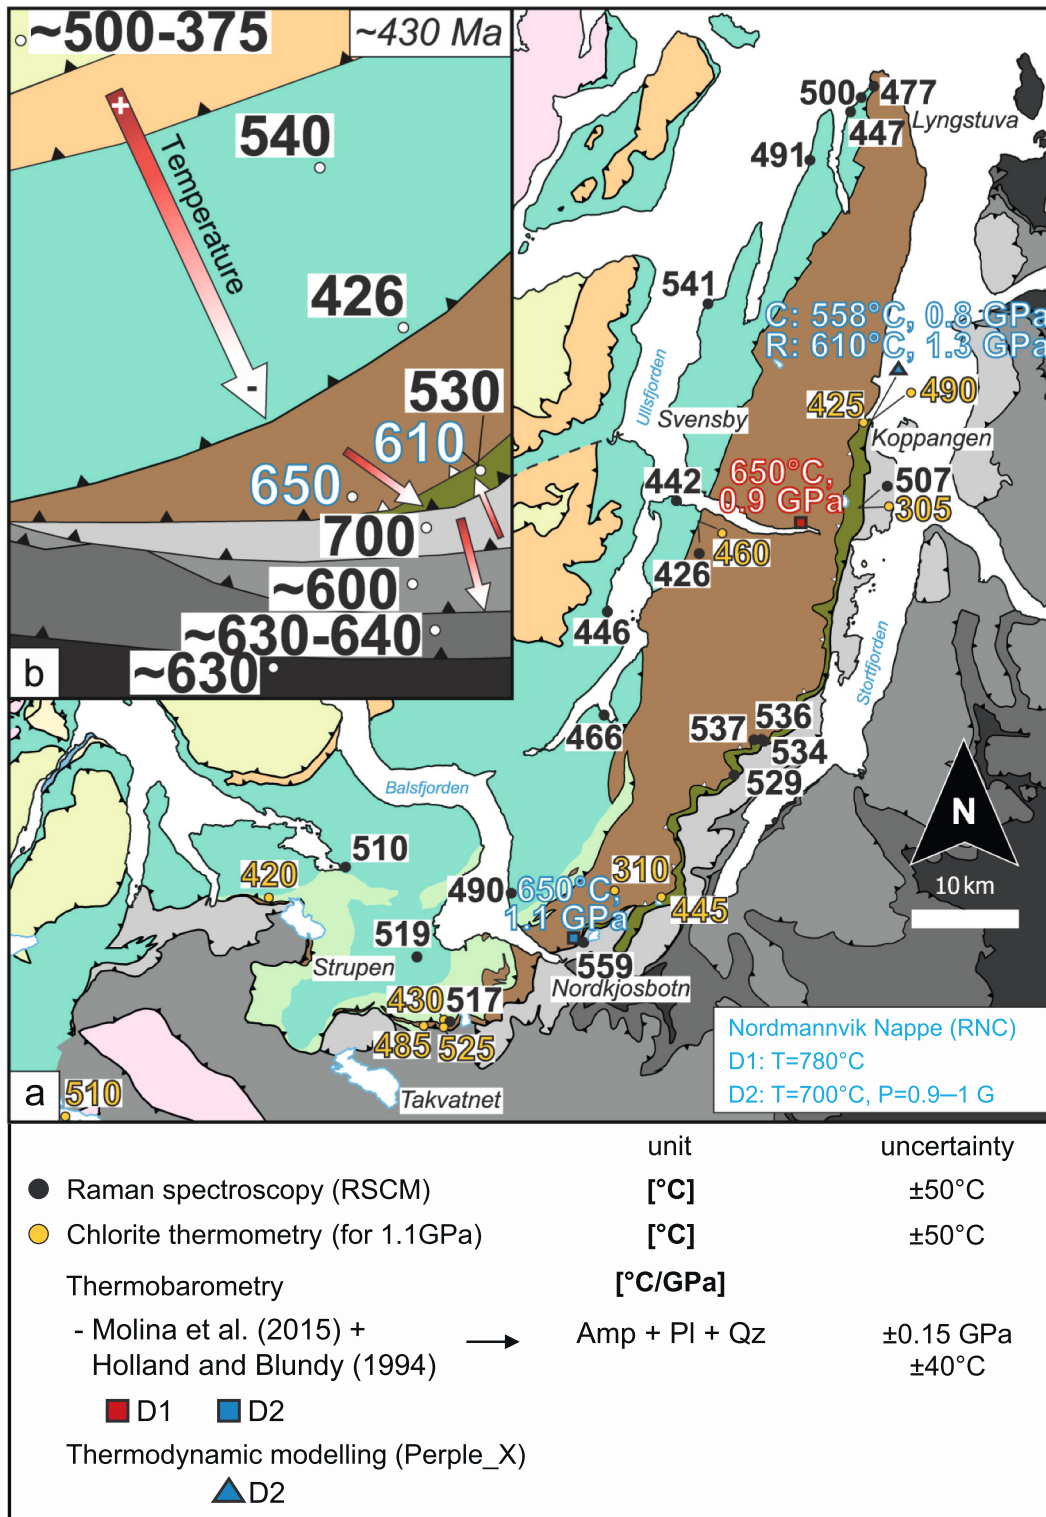 ~500-375
~430 Ma
+
Temperature
540
426
-
530
610
650
700
~600
~630-640
~630
b
500
477
447
Lyngstuva
491
541
C: 558°C, 0.8 GPa
R: 610°C, 1.3 GPa
Ullsfjorden
425
490
Svensby
Koppangen
650°C,
0.9 GPa
442
507
305
460
426
446
Storfjorden
466
537
536
534
529
N
10 km
Balsfjorden
510
420
490
650°C,
1.1 GPa
310
445
519
559
Strupen
Nordkjosbotn
430
517
485
525
Takvatnet
510
a
Nordmannvik Nappe (RNC)
D1: T=780°C
D2: T=700°C, P=0.9–1 G
unit
uncertainty
Raman spectroscopy (RSCM)
[°C]
±50°C
Chlorite thermometry (for 1.1GPa)
[°C]
±50°C
Thermobarometry
[°C/GPa]
- Molina et al. (2015) +
Holland and Blundy (1994)
Amp + Pl + Qz
±0.15 GPa
±40°C
D1
D2
Thermodynamic modelling (Perple_X)
D2